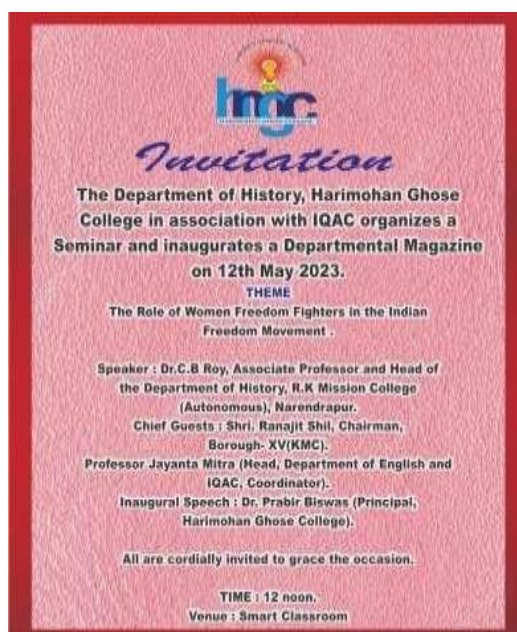 hmgc
HARIMOHAN GHOSE COLLEGE
Invitation
The Department of History, Harimohan Ghose
College in association with IQAC organizes a
Seminar and inaugurates a Departmental Magazine
on 12th May 2023.
THEME
The Role of Women Freedom Fighters in the Indian
Freedom Movement .
Speaker : Dr.C.B Roy, Associate Professor and Head of
the Department of History, R.K Mission College
(Autonomous), Narendrapur.
Chief Guests : Shri. Ranajit Shil, Chairman,
Borough- XV(KMC).
Professor Jayanta Mitra (Head, Department of English and
IQAC, Coordinator).
Inaugural Speech : Dr. Prabir Biswas (Principal,
Harimohan Ghose College).
All are cordially invited to grace the occasion.
TIME : 12 noon.
Venue : Smart Classroom